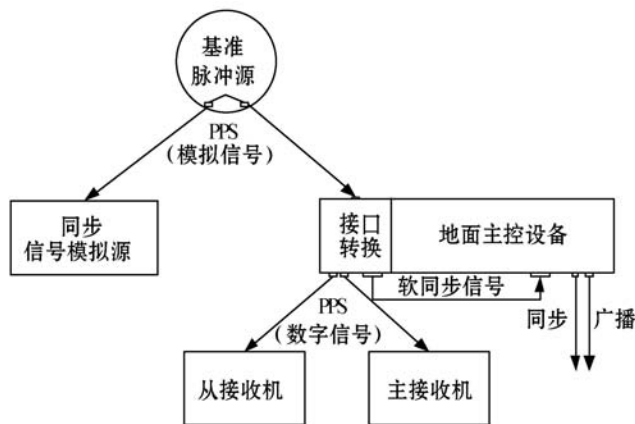 基准
脉冲源
PPS
(模拟信号)
同步
信号模拟源
接口
转换
地面主控设备
软同步信号
PPS
(数字信号)
同步
广播
从接收机
主接收机